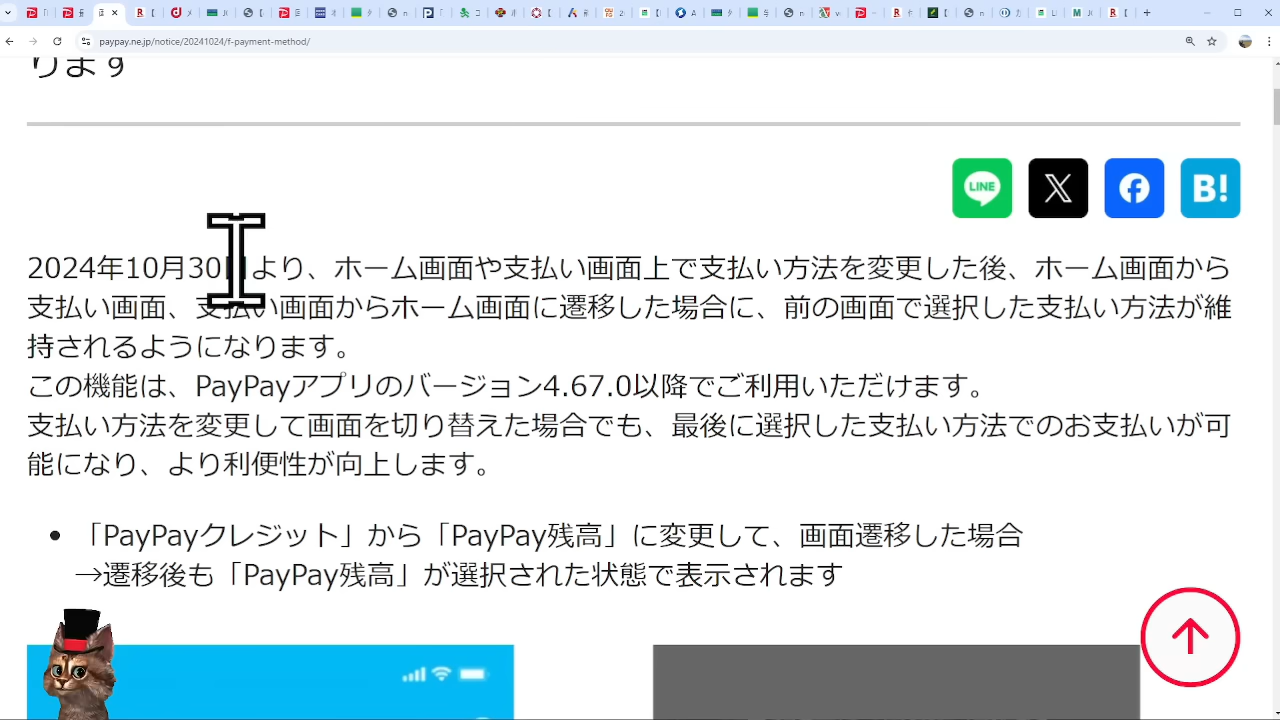 paypay.ne.jp/notice/20241024/f-payment-method/
ります
LINE
X
f
B!
2024年10月30日より、ホーム画面や支払い画面上で支払い方法を変更した後、ホーム画面から
支払い画面、支払い画面からホーム画面に遷移した場合に、前の画面で選択した支払い方法が維
持されるようになります。
この機能は、PayPayアプリのバージョン4.67.0以降でご利用いただけます。
支払い方法を変更して画面を切り替えた場合でも、最後に選択した支払い方法でのお支払いが可
能になり、より利便性が向上します。
• 「PayPayクレジット」から「PayPay残高」に変更して、画面遷移した場合
→遷移後も「PayPay残高」が選択された状態で表示されます